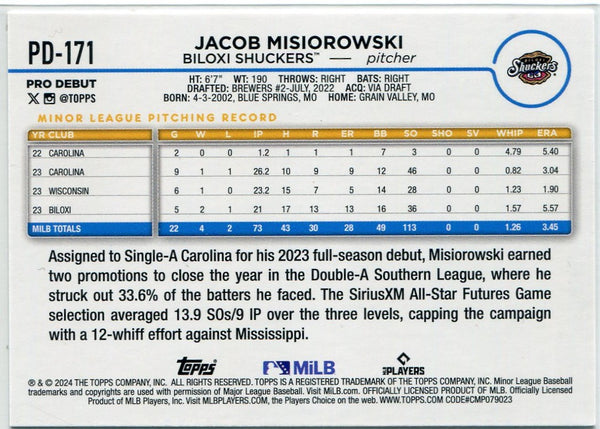 PD-171
JACOB MISIOROWSKI
BILOXI SHUCKERS™ pitcher
Shuckers
PRO DEBUT
X @TOPPS
HT: 6'7" WT: 190 THROWS: RIGHT BATS: RIGHT
DRAFTED: BREWERS #2-JULY, 2022 ACQ: VIA DRAFT
BORN: 4-3-2002, BLUE SPRINGS, MO HOME: GRAIN VALLEY, MO
MINOR LEAGUE PITCHING RECORD
YR CLUB G W L IP H R ER BB SO SHO SV WHIP ERA
22 CAROLINA 2 0 0 1.2 1 1 1 7 3 0 0 4.79 5.40
23 CAROLINA 9 1 1 26.2 10 9 9 15 46 0 0 0.82 3.04
23 WISCONSIN 6 1 0 23.2 15 7 5 14 28 0 0 1.23 1.90
23 BILOXI 5 2 1 21 17 13 13 16 36 0 0 1.57 5.57
MILB TOTALS 22 4 2 73 43 30 28 49 113 0 0 1.26 3.45
Assigned to Single-A Carolina for his 2023 full-season debut, Misiorowski earned
two promotions to close the year in the Double-A Southern League, where he
struck out 33.6% of the batters he faced. The SiriusXM All-Star Futures Game
selection averaged 13.9 SOs/9 IP over the three levels, capping the campaign
with a 12-whiff effort against Mississippi.
Topps MiLB PLAYERS
® & © 2024 THE TOPPS COMPANY, INC. ALL RIGHTS RESERVED. TOPPS IS A REGISTERED TRADEMARK OF THE TOPPS COMPANY, INC. Minor League Baseball
trademarks and copyrights are used with permission of Major League Baseball. Visit MiLB.com. OFFICIALLY LICENSED PRODUCT OF MLB. Officially Licensed
Product of MLB Players, Inc. Visit MLBPLAYERS.com, the Players Choice on the web. WWW.TOPPS.COM CODE#CMP079023